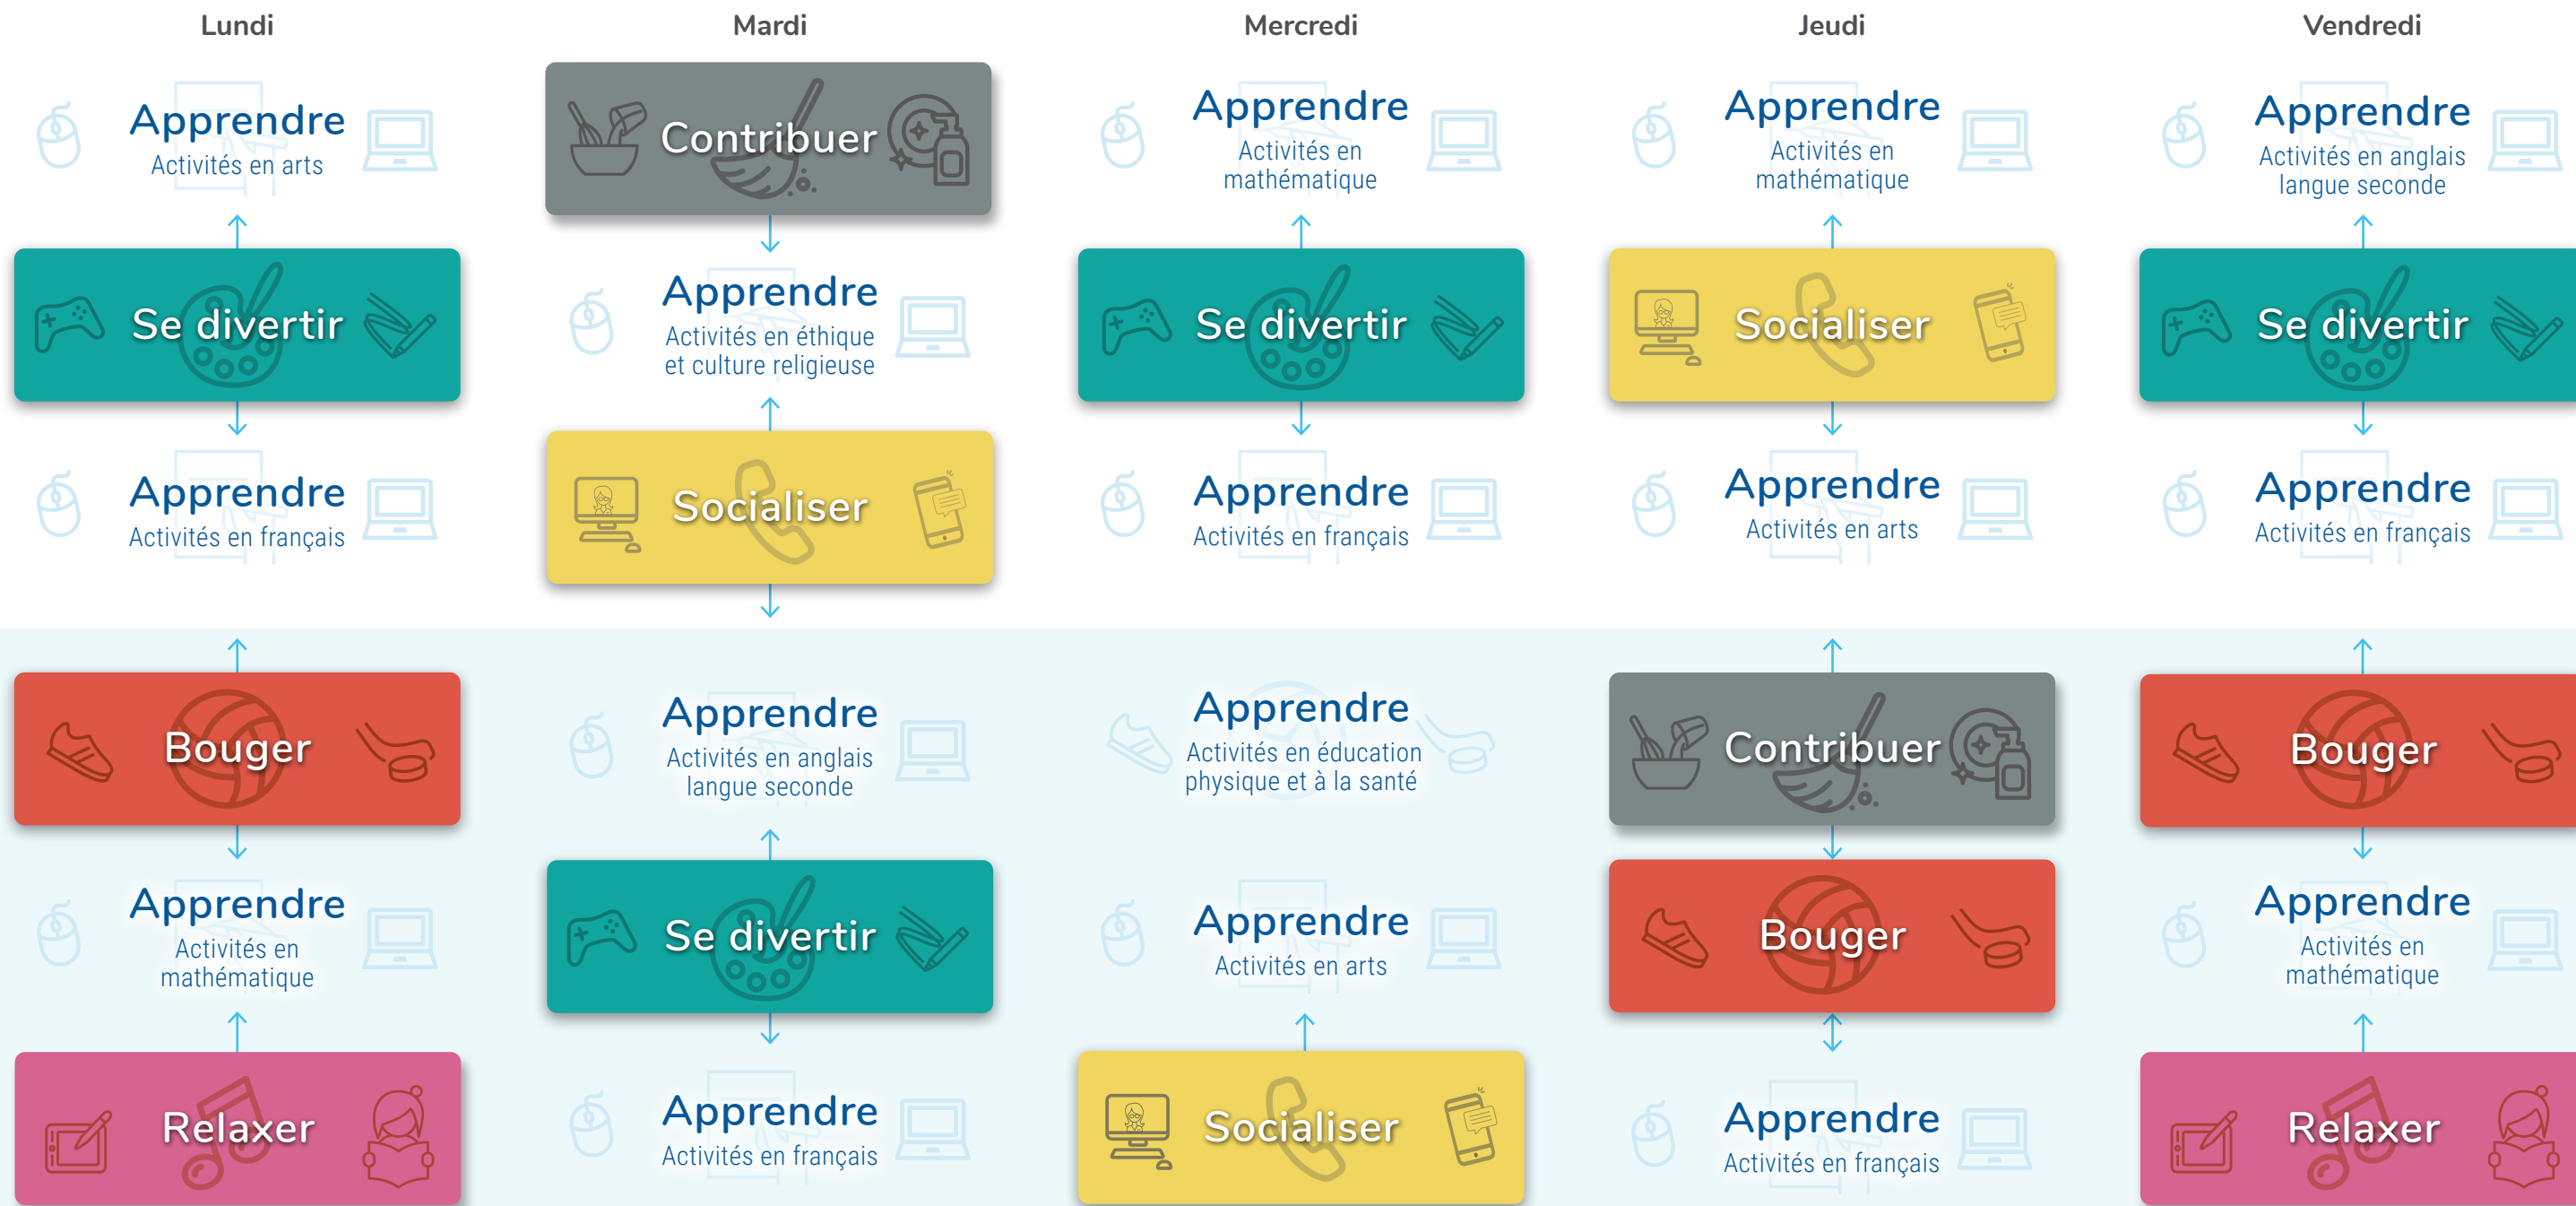 Lundi
Mardi
Mercredi
Jeudi
Vendredi
Apprendre
Activités en arts
Contribuer
Apprendre
Activités en
mathématique
Apprendre
Activités en
mathématique
Apprendre
Activités en anglais
langue seconde
Se divertir
Apprendre
Activités en éthique
et culture religieuse
Se divertir
Socialiser
Se divertir
Apprendre
Activités en français
Socialiser
Apprendre
Activités en français
Apprendre
Activités en arts
Apprendre
Activités en français
Bouger
Apprendre
Activités en anglais
langue seconde
Apprendre
Activités en éducation
physique et à la santé
Contribuer
Bouger
Apprendre
Activités en
mathématique
Se divertir
Apprendre
Activités en arts
Bouger
Apprendre
Activités en
mathématique
Relaxer
Apprendre
Activités en français
Socialiser
Apprendre
Activités en français
Relaxer